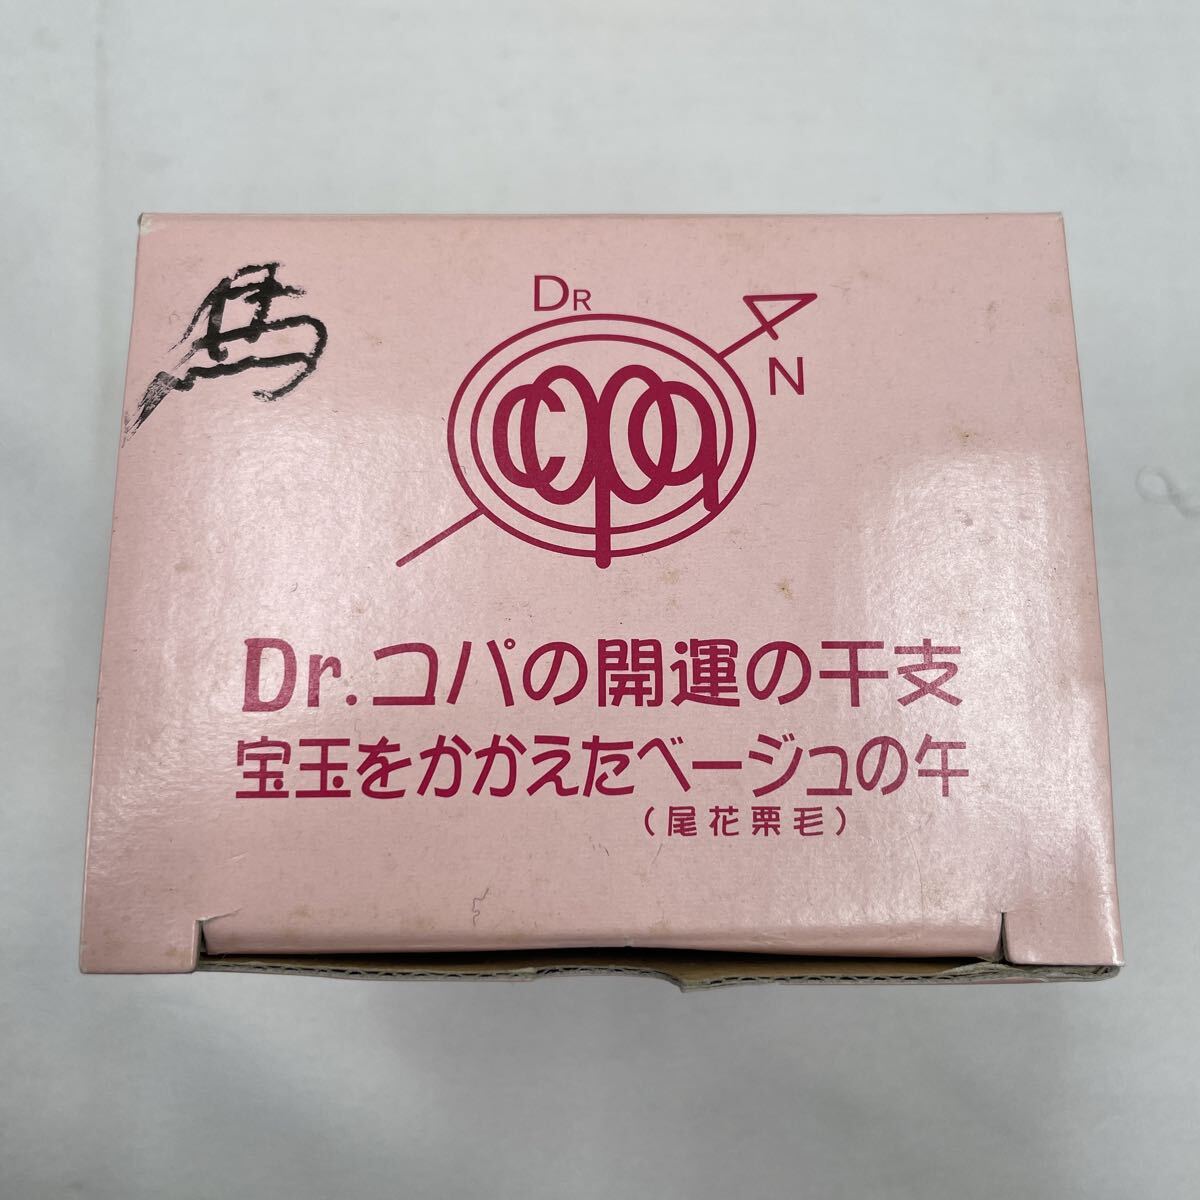 馬
DR
copa
N
Dr.コパの開運の干支
宝玉をかかえたベージュの午
(尾花栗毛)